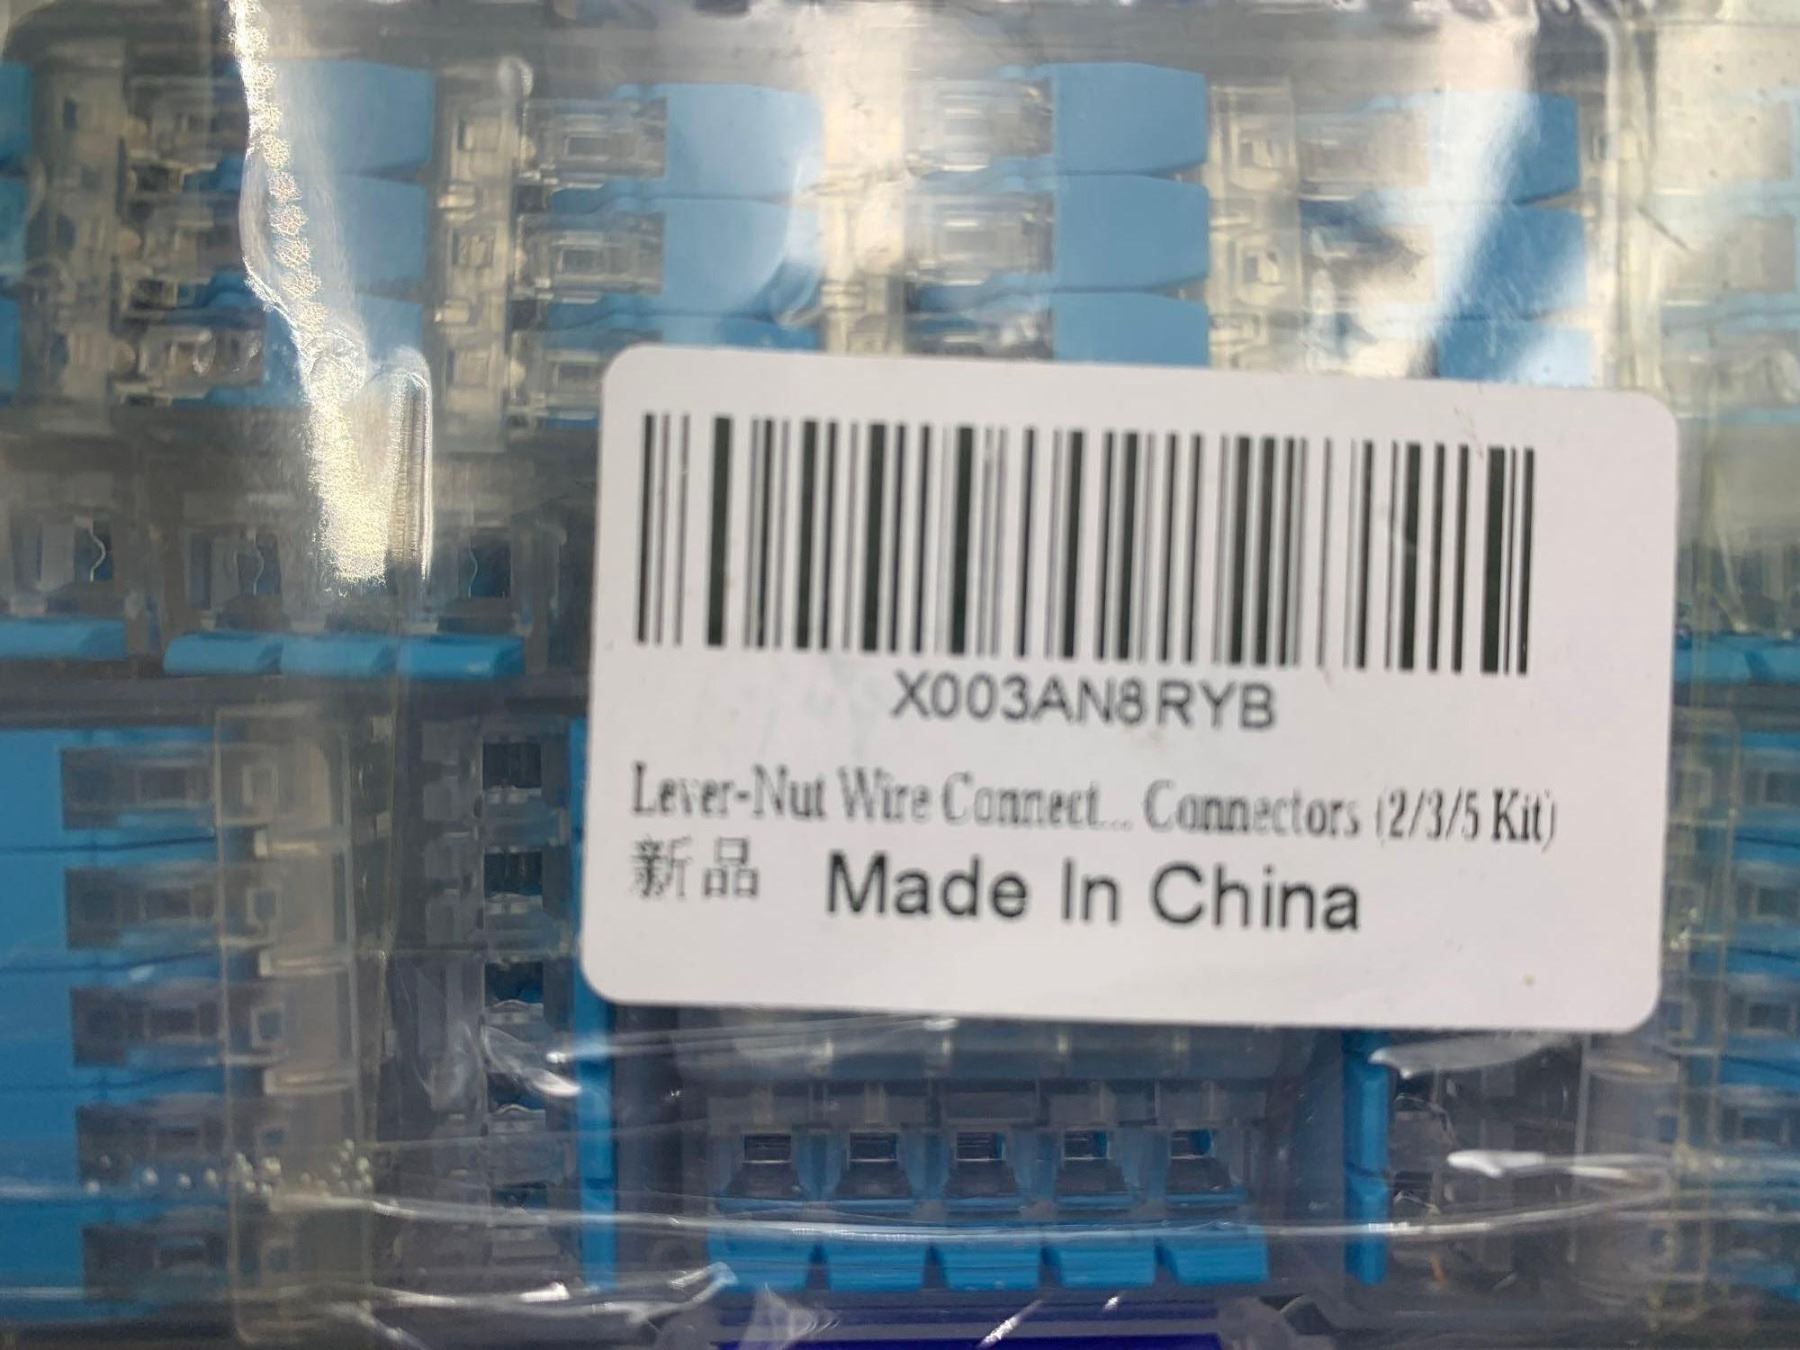 X003AN8RYB
Lever-Nut Wire Connect... Connectors (2/3/5 Kit)
新品 Made In China